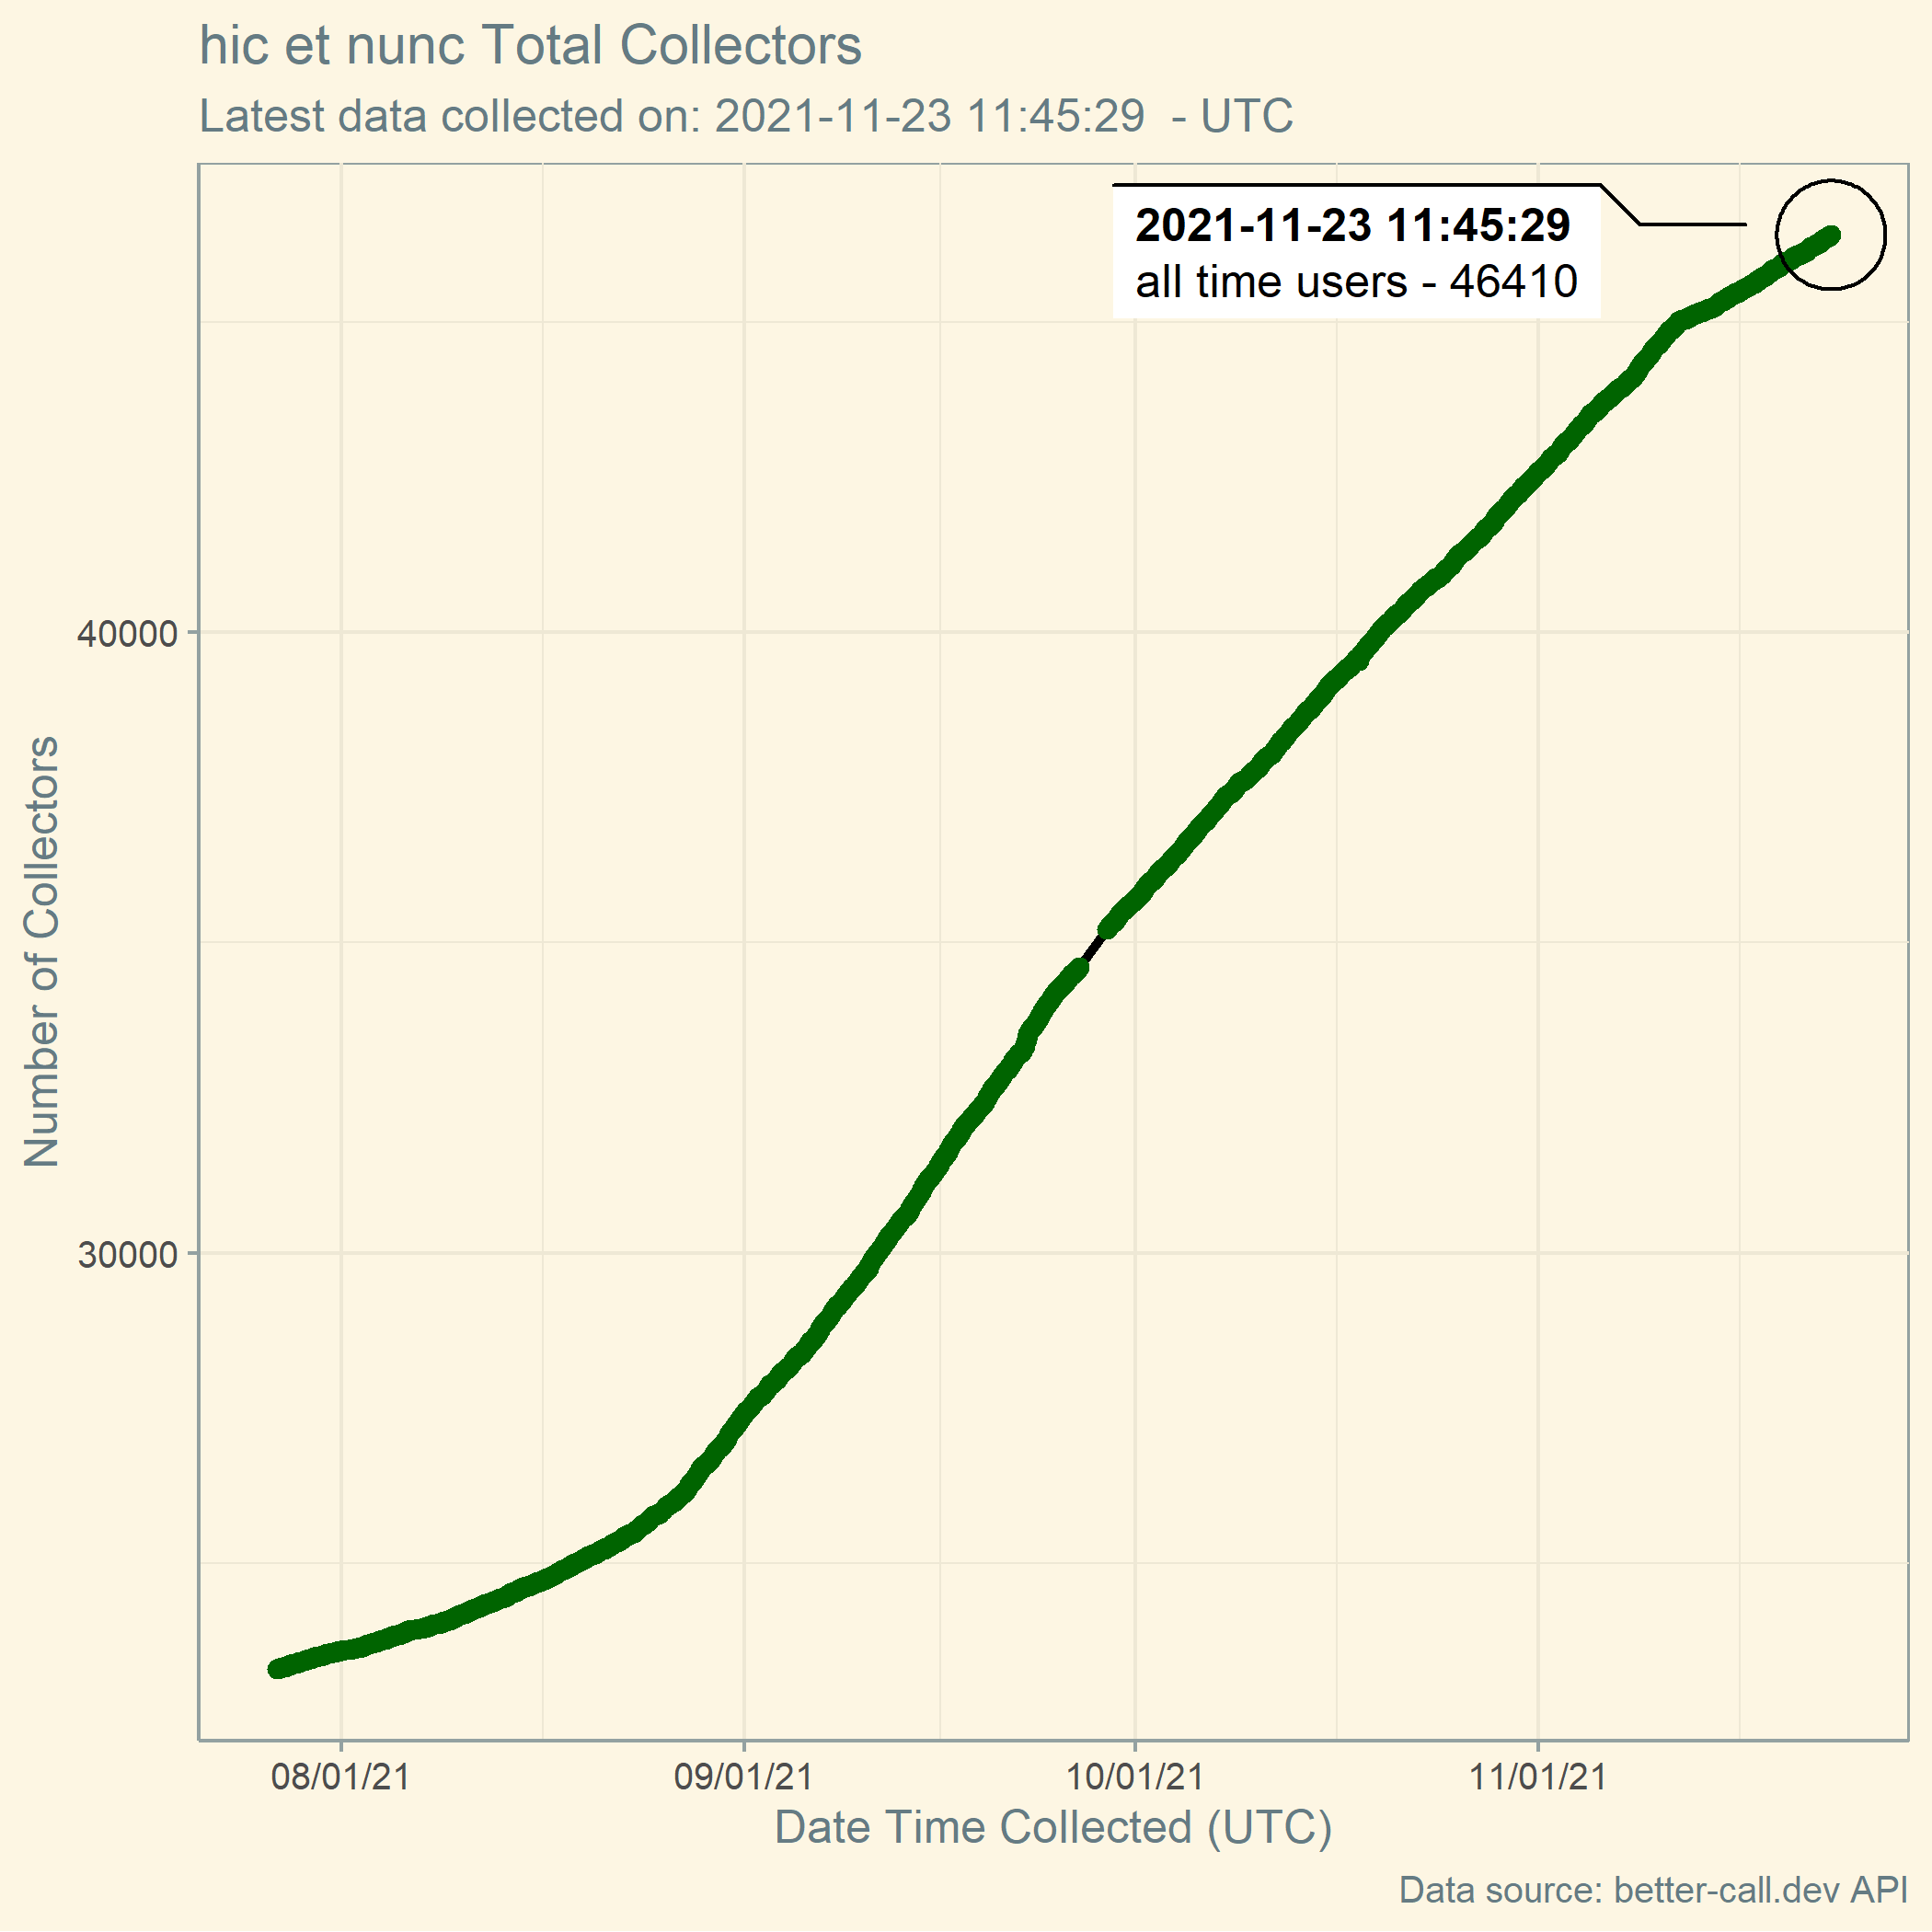 hic et nunc Total Collectors
Latest data collected on: 2021-11-23 11:45:29  - UTC
2021-11-23 11:45:29
all time users - 46410
Number of Collectors
40000
30000
08/01/21
09/01/21
10/01/21
11/01/21
Date Time Collected (UTC)
Data source: better-call.dev API